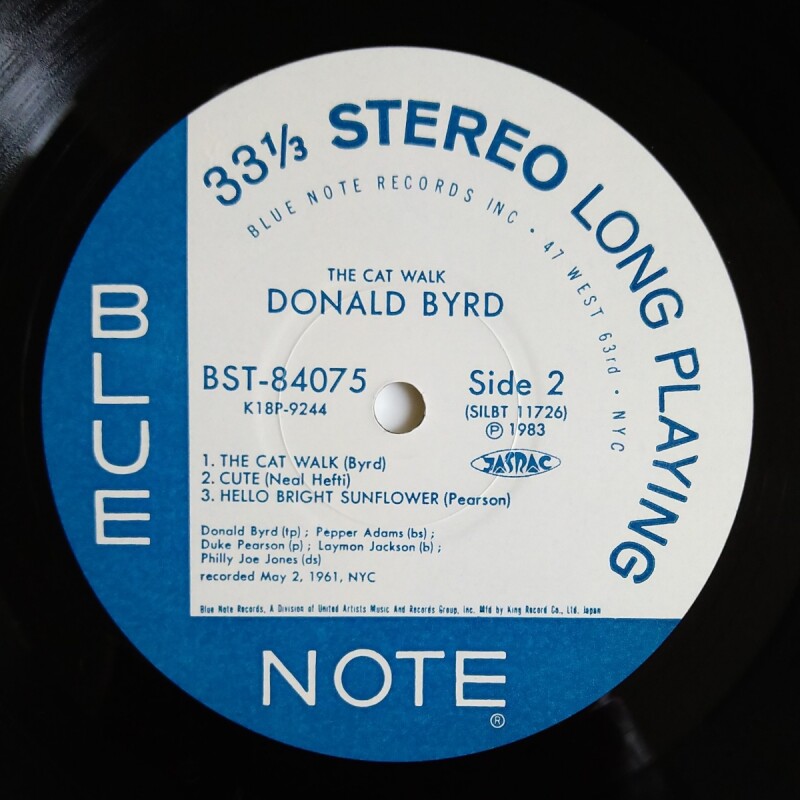 33⅓ STEREO LONG PLAYING
BLUE NOTE RECORDS INC • 47 WEST 63rd • NYC
THE CAT WALK
DONALD BYRD
BST-84075
K18P-9244
Side 2
(SILBT 11726)
Ⓟ 1983
JASRAC
1. THE CAT WALK (Byrd)
2. CUTE (Neal Hefti)
3. HELLO BRIGHT SUNFLOWER (Pearson)
Donald Byrd (tp) ; Pepper Adams (bs) ;
Duke Pearson (p) ; Laymon Jackson (b) ;
Philly Joe Jones (ds)
recorded May 2, 1961, NYC
Blue Note Records, A Division of United Artists Music And Records Group, Inc. Mfd by King Record Co., Ltd. Japan
BLUE
NOTE
®